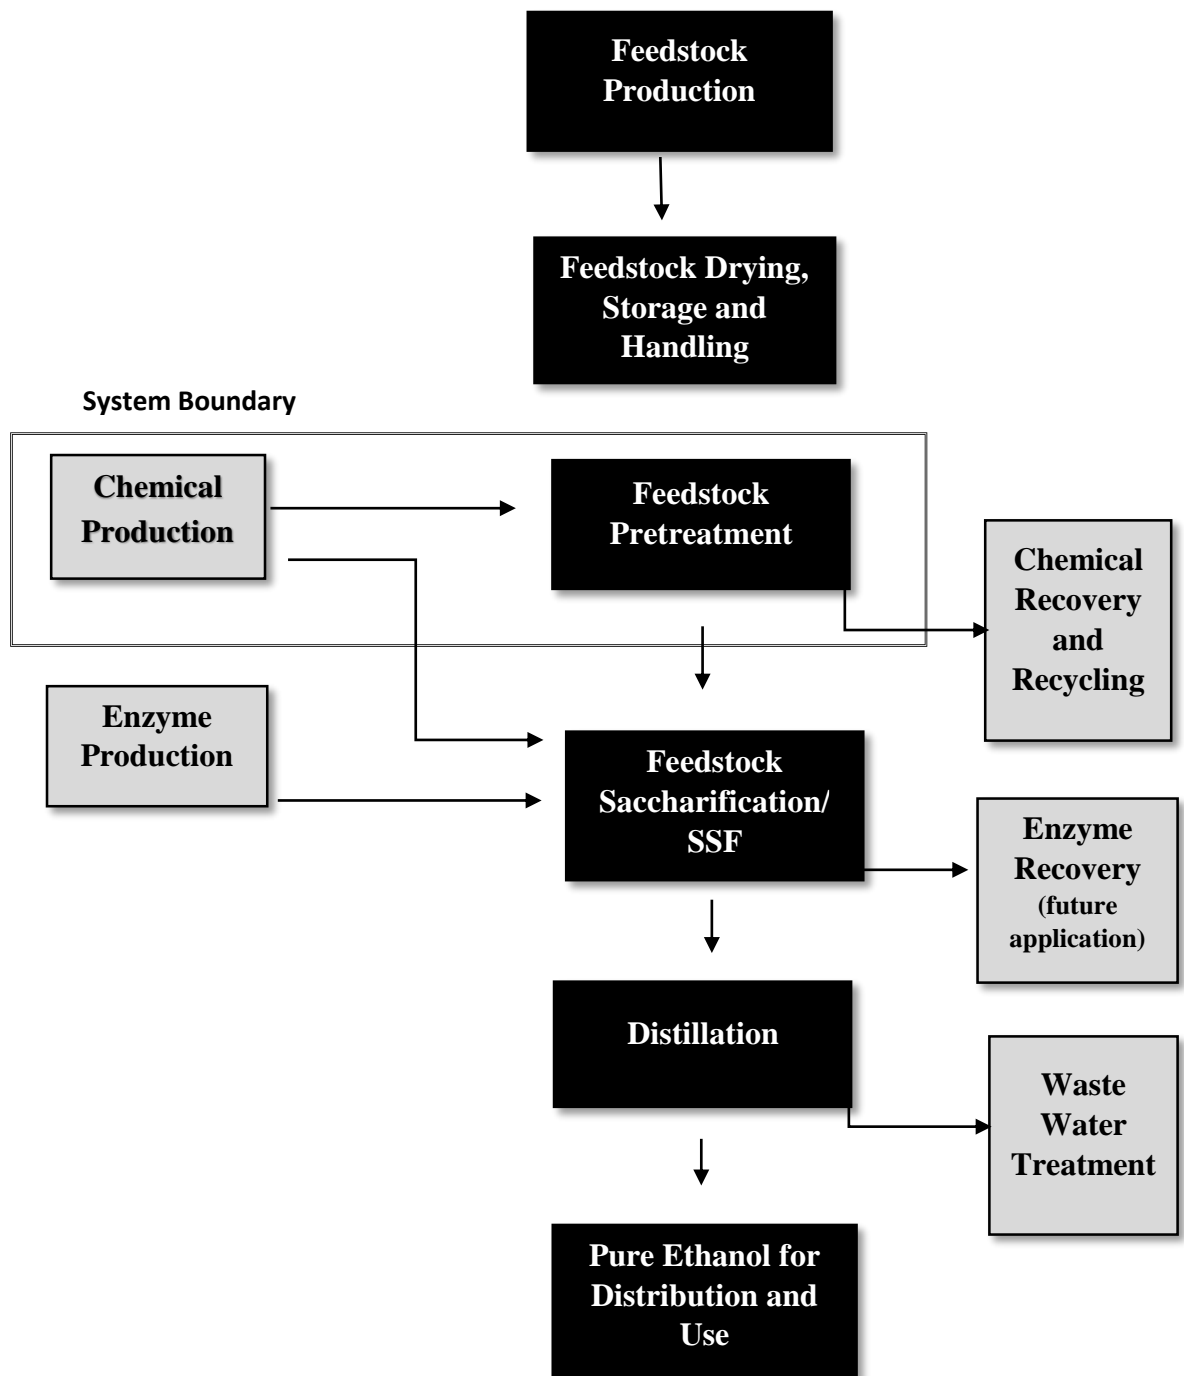 Feedstock
Production
Feedstock Drying,
Storage and
Handling
System Boundary
Chemical
Production
Feedstock
Pretreatment
Chemical
Recovery
and
Recycling
Enzyme
Production
Feedstock
Saccharification/
SSF
Enzyme
Recovery
(future
application)
Distillation
Waste
Water
Treatment
Pure Ethanol for
Distribution and
Use